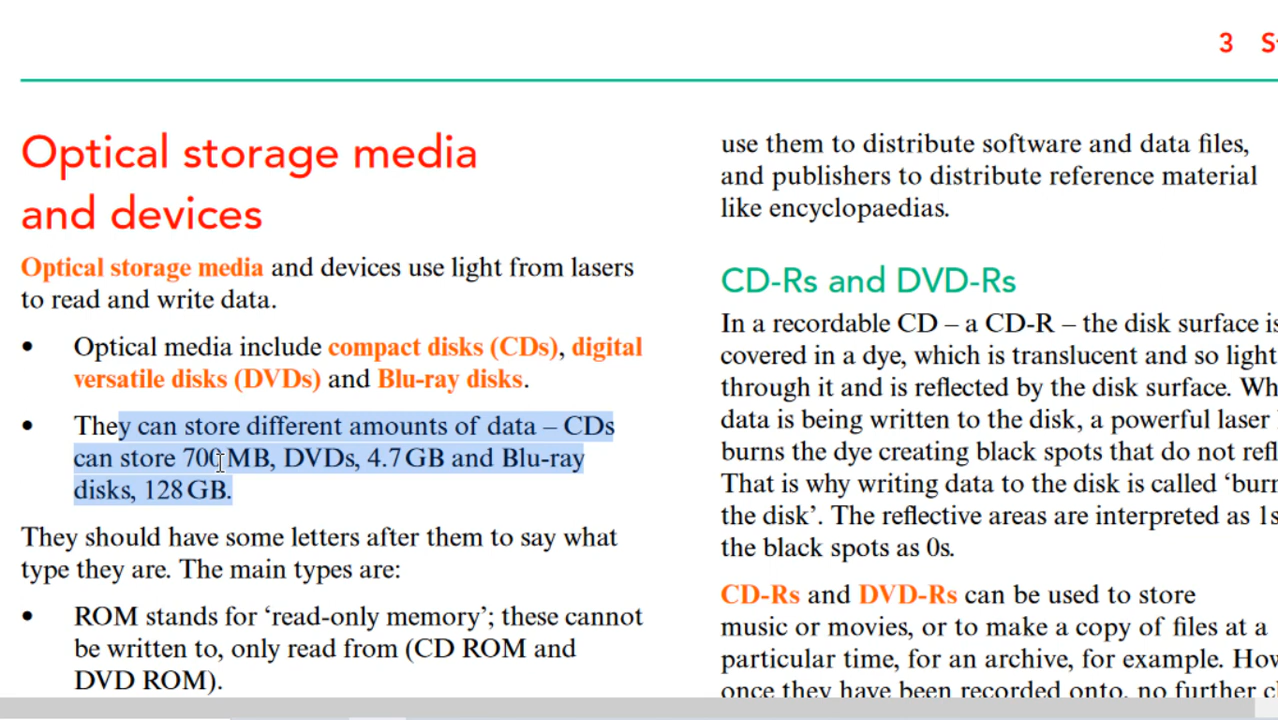 3 S
Optical storage media
and devices
Optical storage media and devices use light from lasers
to read and write data.
• Optical media include compact disks (CDs), digital
versatile disks (DVDs) and Blu-ray disks.
• They can store different amounts of data – CDs
can store 700 MB, DVDs, 4.7 GB and Blu-ray
disks, 128 GB.
They should have some letters after them to say what
type they are. The main types are:
• ROM stands for ‘read-only memory’; these cannot
be written to, only read from (CD ROM and
DVD ROM).
use them to distribute software and data files,
and publishers to distribute reference material
like encyclopaedias.
CD-Rs and DVD-Rs
In a recordable CD – a CD-R – the disk surface is
covered in a dye, which is translucent and so light
through it and is reflected by the disk surface. Wh
data is being written to the disk, a powerful laser
burns the dye creating black spots that do not refl
That is why writing data to the disk is called ‘burn
the disk’. The reflective areas are interpreted as 1s
the black spots as 0s.
CD-Rs and DVD-Rs can be used to store
music or movies, or to make a copy of files at a
particular time, for an archive, for example. How
once they have been recorded onto, no further c